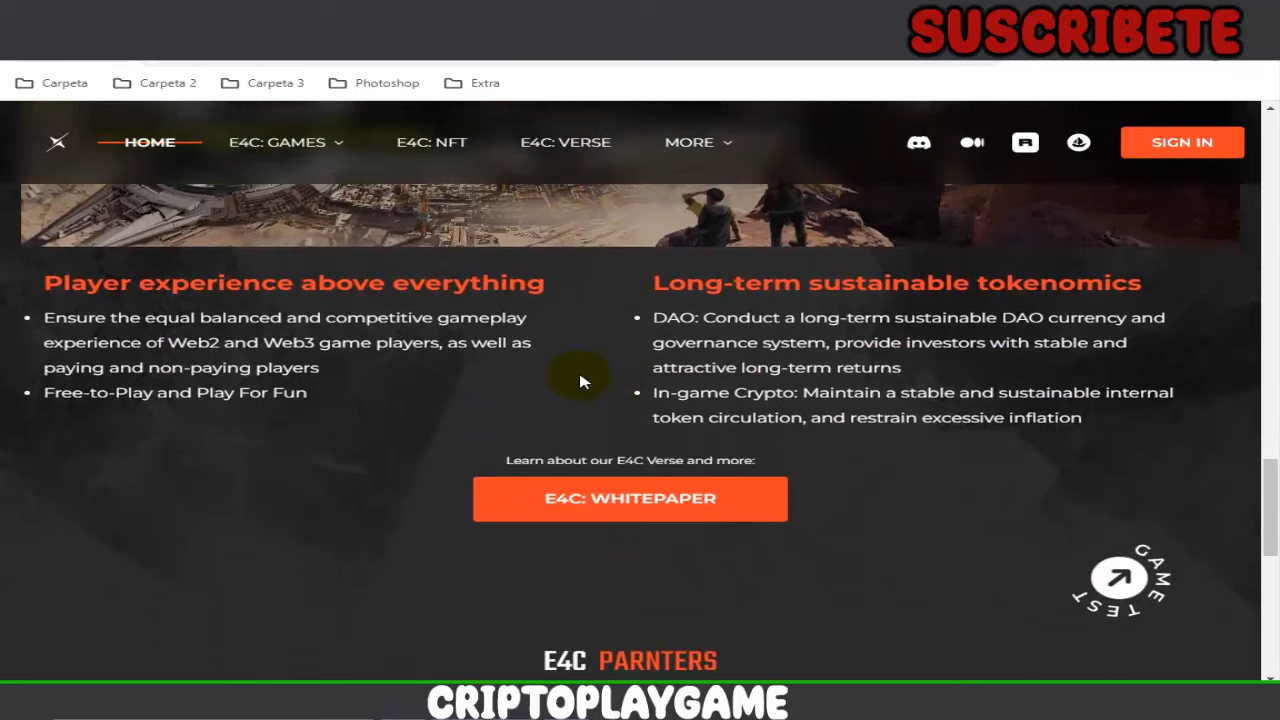 SUSCRIBETE
Carpeta
Carpeta 2
Carpeta 3
Photoshop
Extra
HOME
E4C: GAMES
E4C: NFT
E4C: VERSE
MORE
SIGN IN
Player experience above everything
Ensure the equal balanced and competitive gameplay
experience of Web2 and Web3 game players, as well as
paying and non-paying players
Free-to-Play and Play For Fun
Long-term sustainable tokenomics
DAO: Conduct a long-term sustainable DAO currency and
governance system, provide investors with stable and
attractive long-term returns
In-game Crypto: Maintain a stable and sustainable internal
token circulation, and restrain excessive inflation
Learn about our E4C Verse and more:
E4C: WHITEPAPER
GAME TEST
E4C PARNTERS
CRIPTOPLAYGAME